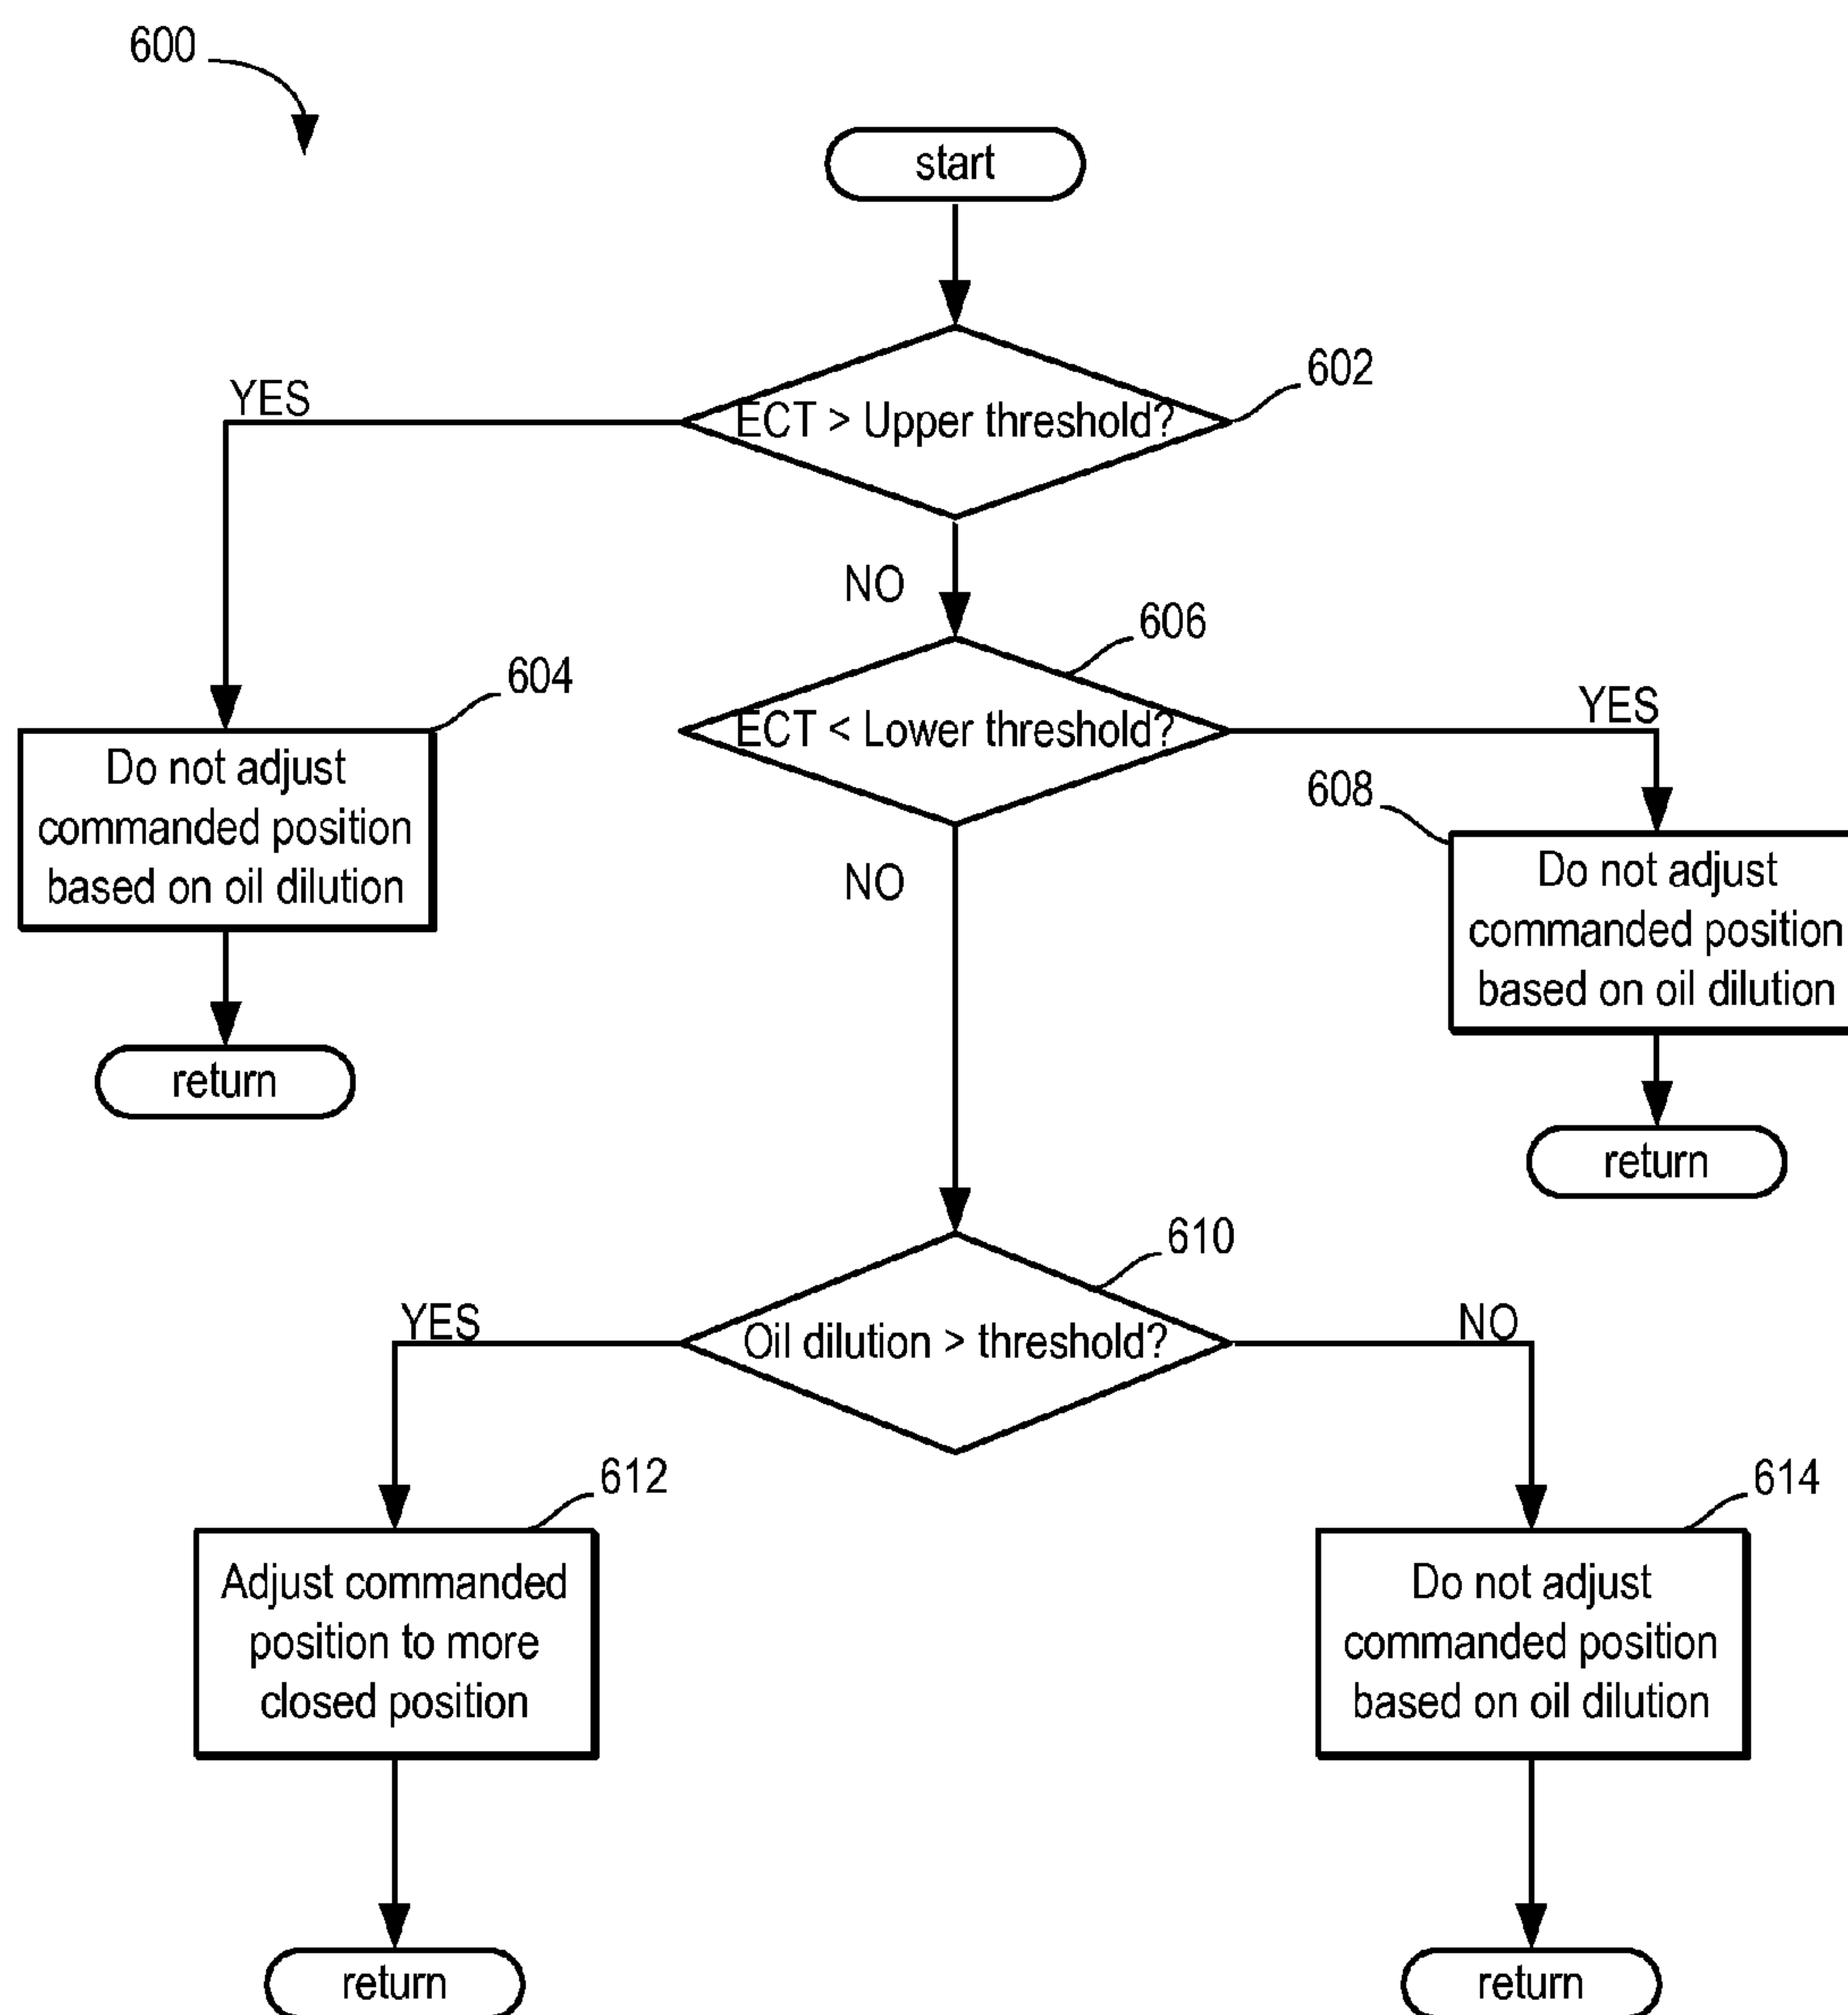 600
start
602
YES
ECT > Upper threshold?
NO
606
604
ECT < Lower threshold?
YES
Do not adjust
commanded position
based on oil dilution
608
Do not adjust
commanded position
based on oil dilution
NO
return
return
610
YES
Oil dilution > threshold?
NO
612
614
Adjust commanded
position to more
closed position
Do not adjust
commanded position
based on oil dilution
return
return